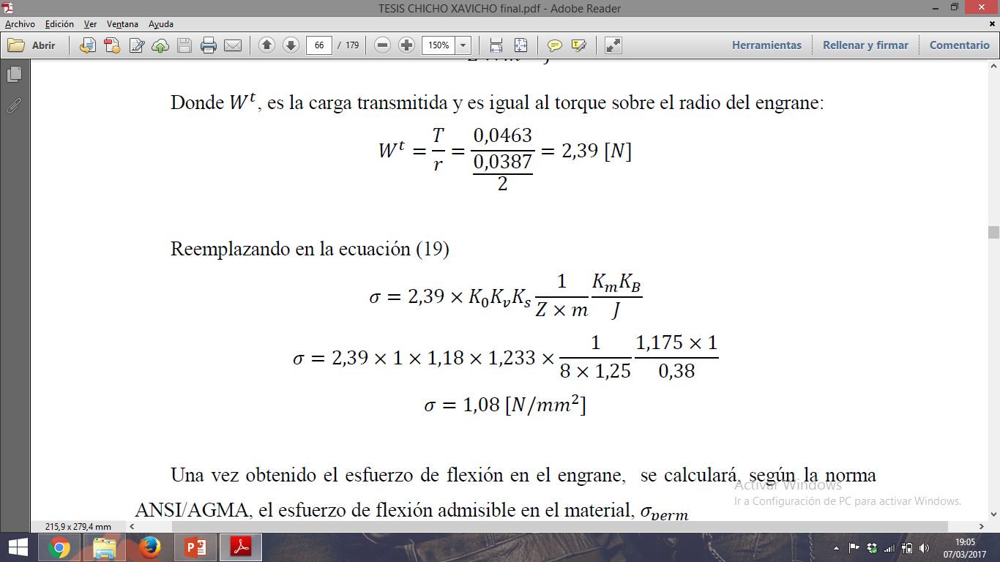 TESIS CHICHO XAVICHO final.pdf - Adobe Reader
Archivo Edición Ver Ventana Ayuda
Abrir 66 / 179 150% Herramientas Rellenar y firmar Comentario
Donde W^t, es la carga transmitida y es igual al torque sobre el radio del engrane:
W^t = T/r = 0,0463/(0,0387/2) = 2,39 [N]
Reemplazando en la ecuación (19)
σ = 2,39 × K_0 K_v K_s 1/(Z × m) K_m K_B/J
σ = 2,39 × 1 × 1,18 × 1,233 × 1/(8 × 1,25) (1,175 × 1)/0,38
σ = 1,08 [N/mm²]
Una vez obtenido el esfuerzo de flexión en el engrane, se calculará, según la norma
ANSI/AGMA, el esfuerzo de flexión admisible en el material, σ_perm
Activar Windows
Ir a Configuración de PC para activar Windows.
215,9 x 279,4 mm
19:05
07/03/2017